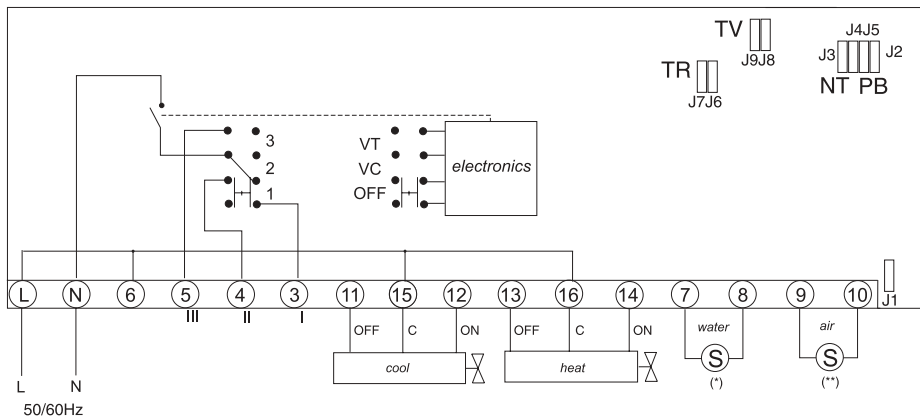 TV
J4J5
J3
J2
J9J8
TR
NT PB
J7J6
3
VT
2
VC
electronics
1
OFF
L N 6 5 4 3 11 15 12 13 16 14 7 8 9 10
J1
III II I
OFF C ON OFF C ON water air
cool heat S S
(*) (**)
L N
50/60Hz